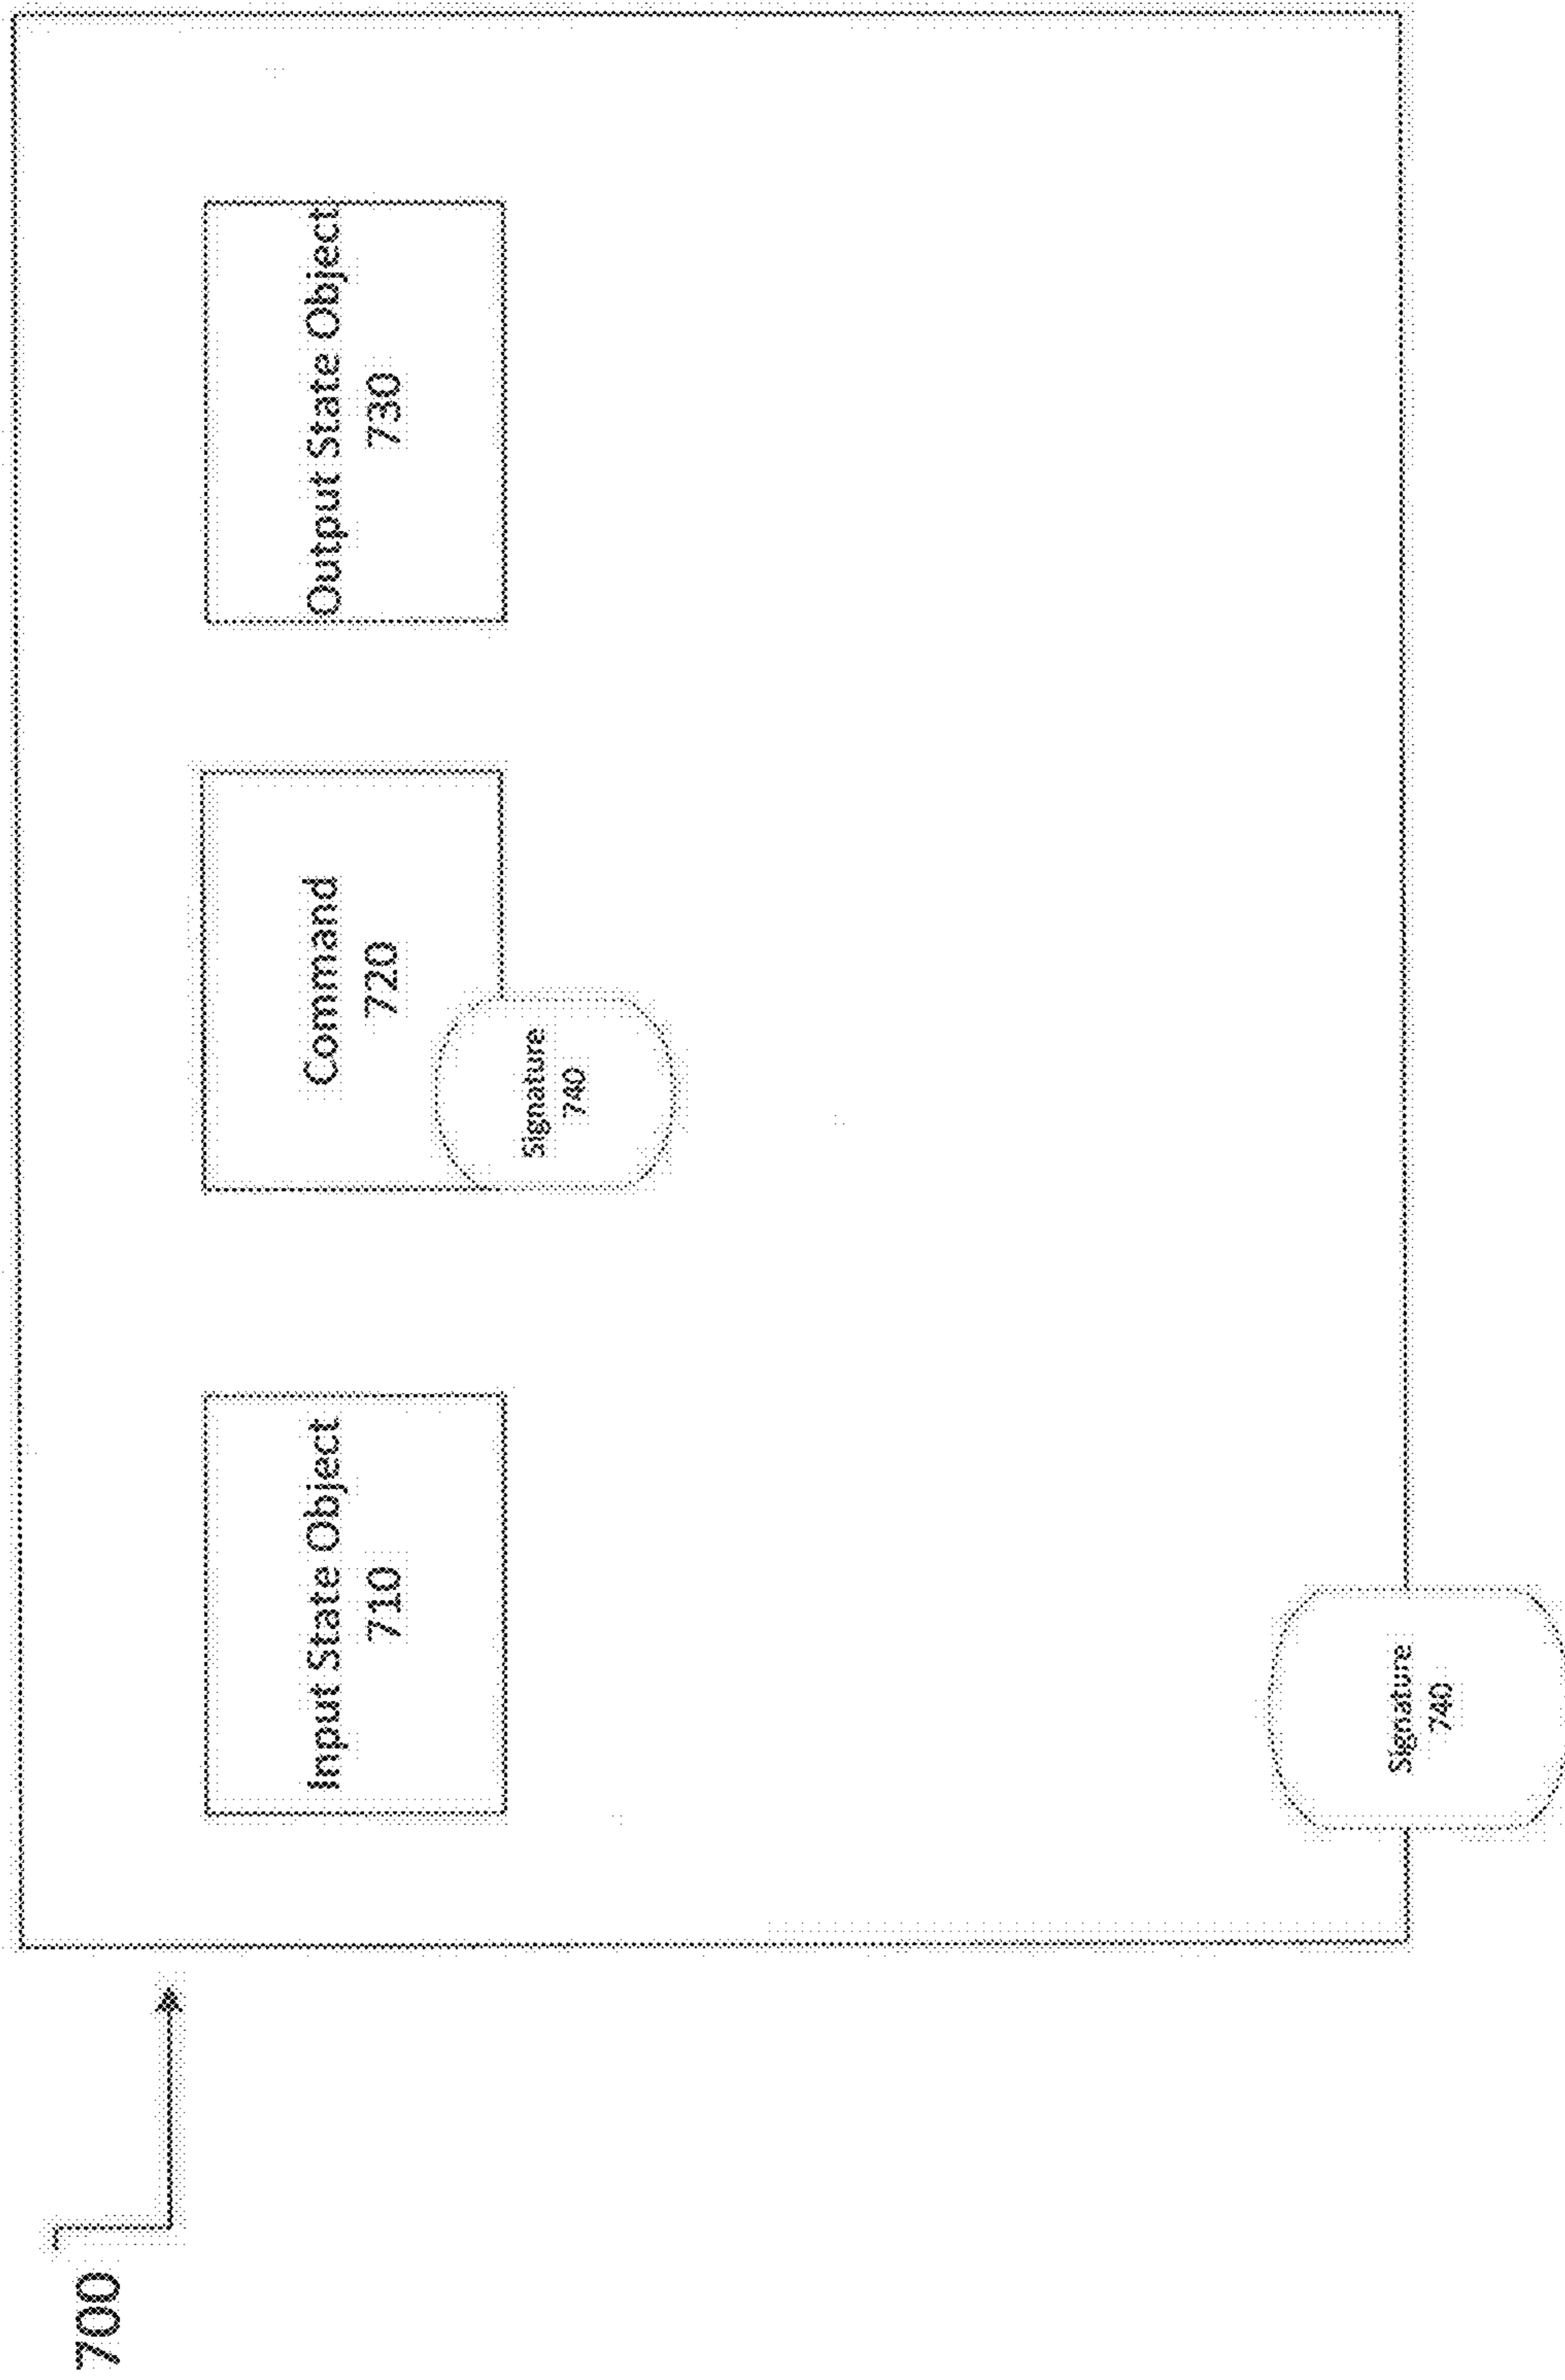 700
Input State Object
710
Command
720
Output State Object
730
Signature
740
Signature
740